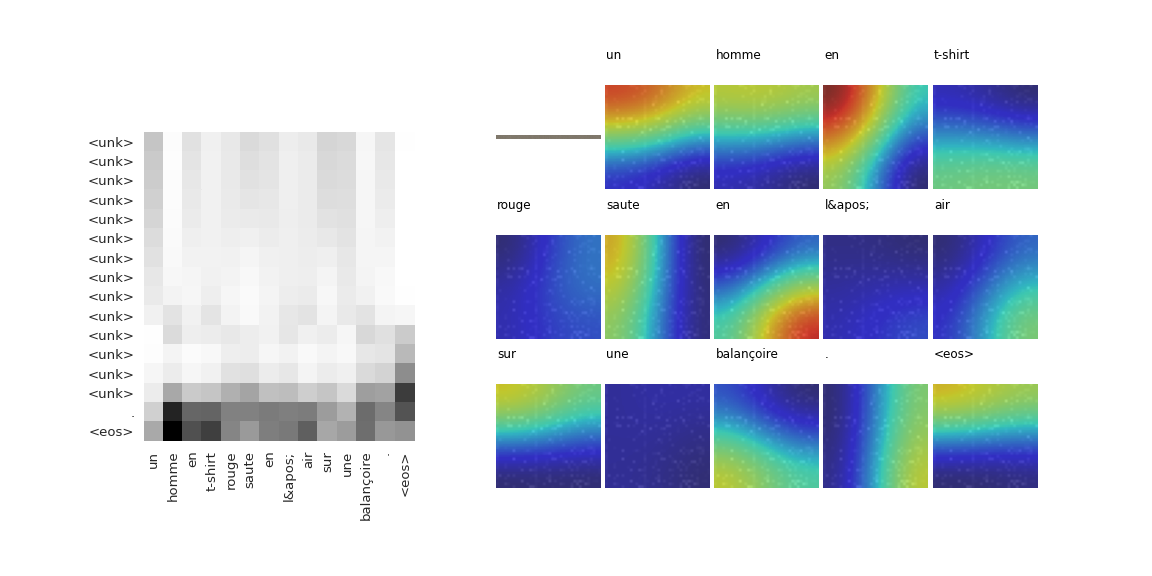 <unk>
<unk>
<unk>
<unk>
<unk>
<unk>
<unk>
<unk>
<unk>
<unk>
<unk>
<unk>
<unk>
<unk>
.
<eos>
un homme en t-shirt rouge saute en l&apos; air sur une balançoire . <eos>
un homme en t-shirt
rouge saute en l&apos; air
sur une balançoire . <eos>